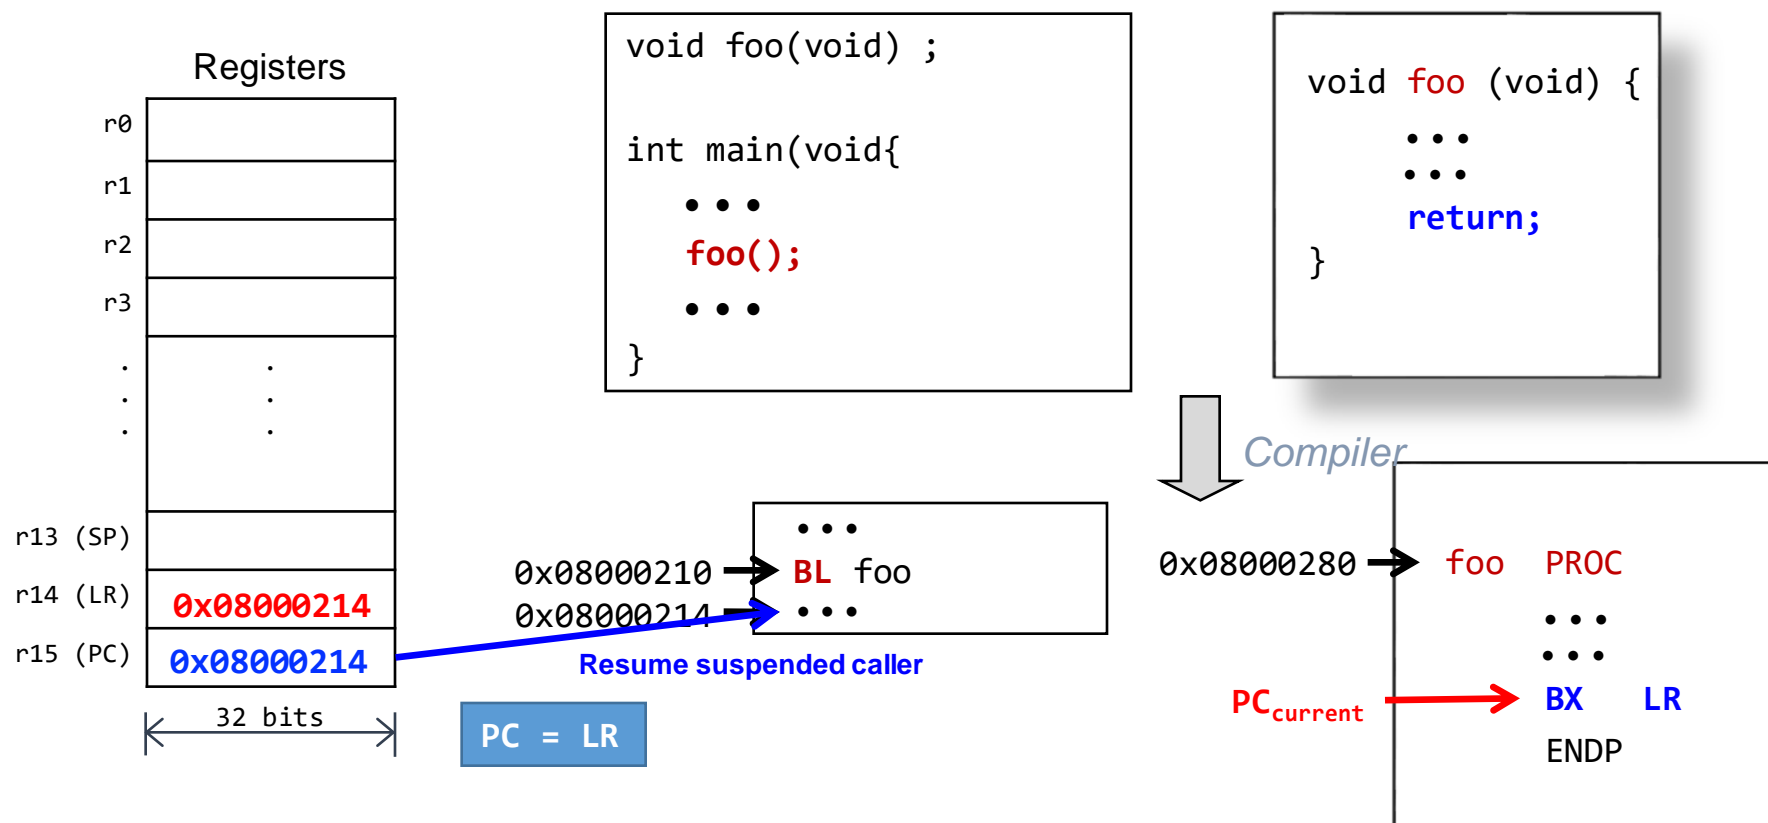 Registers
r0
r1
r2
r3
.
.
.
.
.
.
r13 (SP)
r14 (LR) 0x08000214
r15 (PC) 0x08000214
32 bits
PC = LR
void foo(void) ;
int main(void{
•••
foo();
•••
}
void foo (void) {
•••
•••
return;
}
Compiler
•••
0x08000210 BL foo
0x08000214 •••
Resume suspended caller
0x08000280 foo PROC
•••
•••
PCcurrent BX LR
ENDP